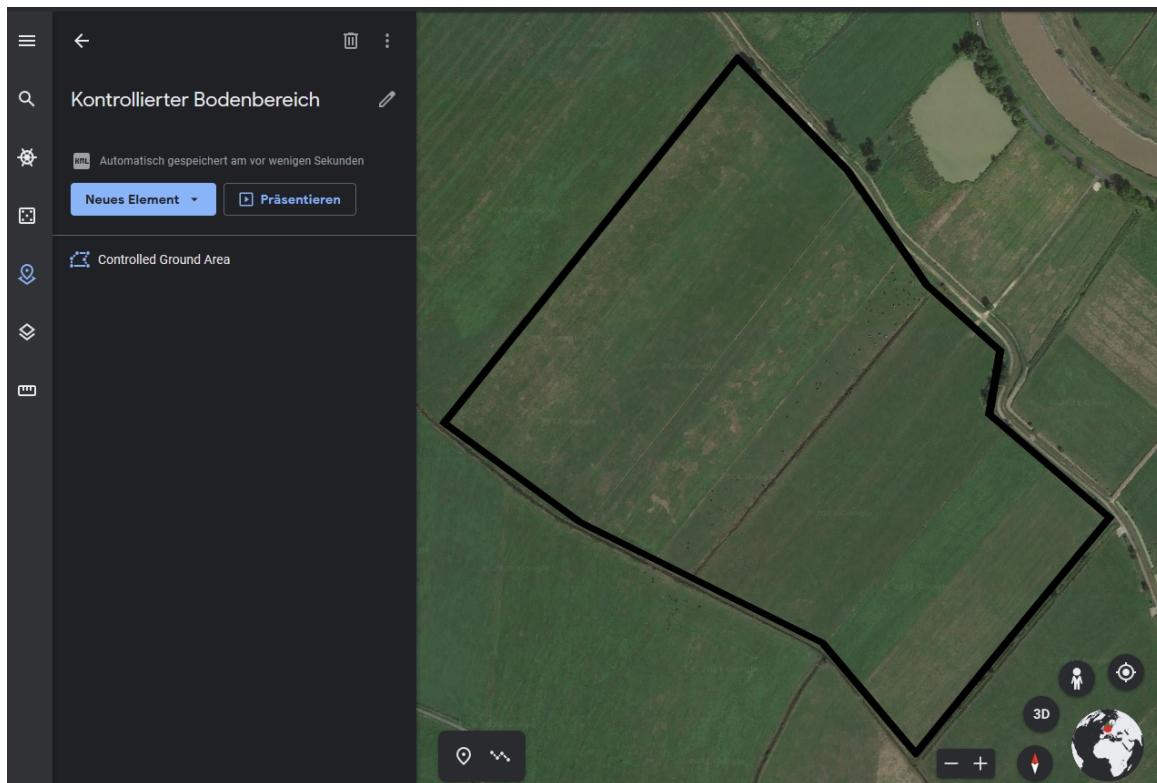 Kontrollierter Bodenbereich
KML
Automatisch gespeichert am vor wenigen Sekunden
Neues Element
Präsentieren
Controlled Ground Area
3D